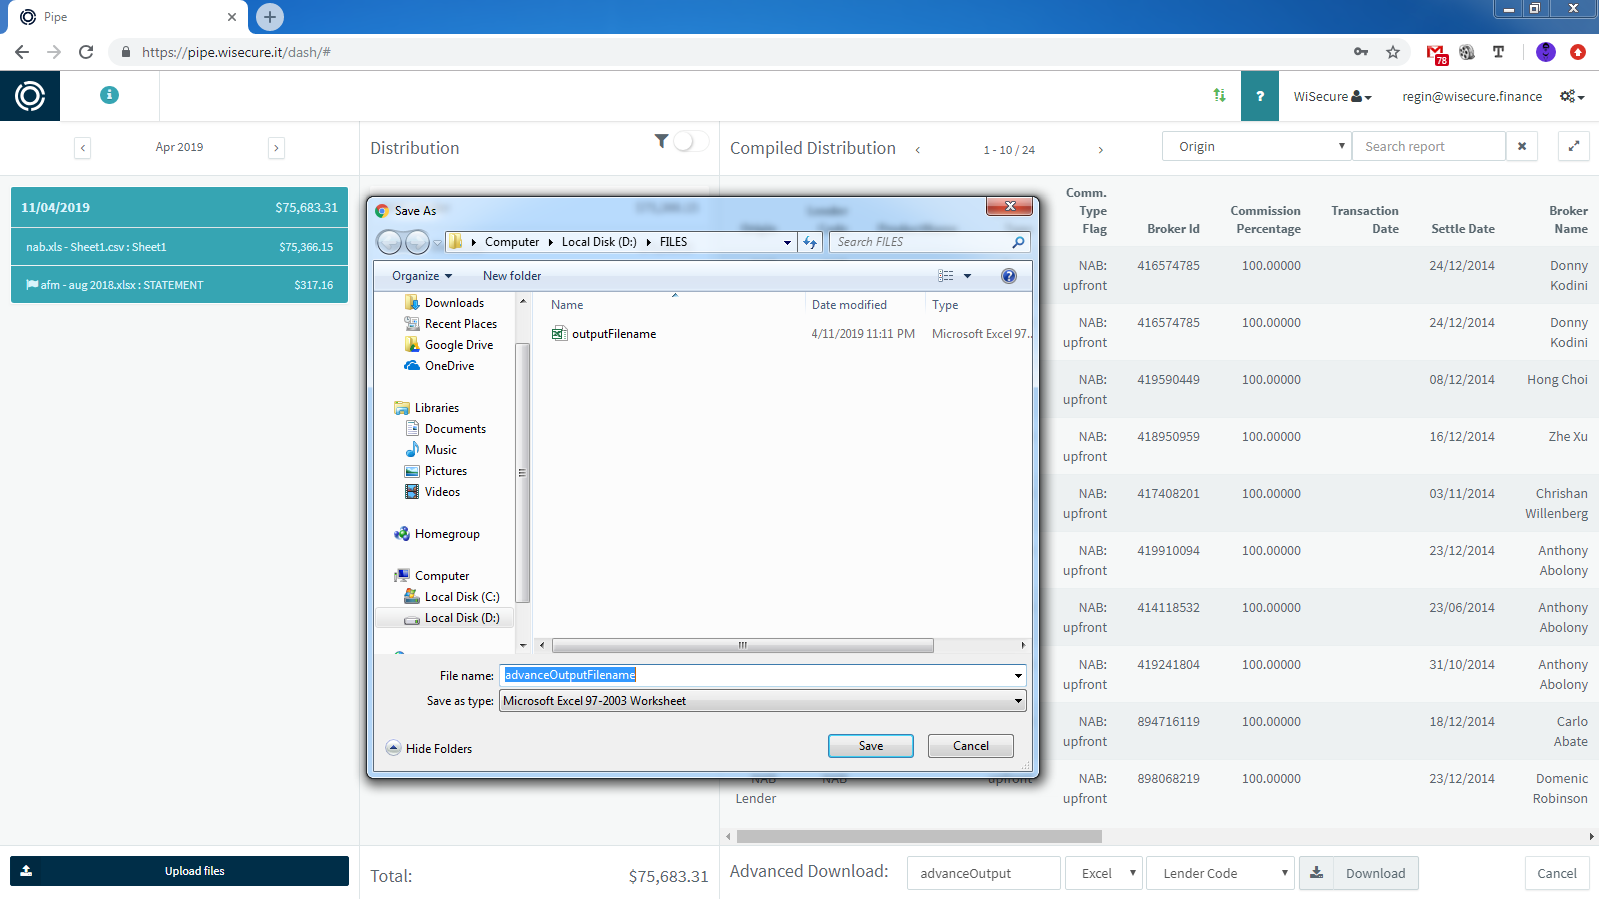 Pipe
https://pipe.wisecure.it/dash/#
78
WiSecure
regin@wisecure.finance
Apr 2019
Distribution
Compiled Distribution
1 - 10 / 24
Origin
Search report
11/04/2019 $75,683.31
nab.xls - Sheet1.csv : Sheet1 $75,366.15
afm - aug 2018.xlsx : STATEMENT $317.16
Save As
Computer Local Disk (D:) FILES
Search FILES
Organize
New folder
Name Date modified Type
outputFilename 4/11/2019 11:11 PM Microsoft Excel 97...
Downloads
Recent Places
Google Drive
OneDrive
Libraries
Documents
Music
Pictures
Videos
Homegroup
Computer
Local Disk (C:)
Local Disk (D:)
File name: advanceOutputFilename
Save as type: Microsoft Excel 97-2003 Worksheet
Hide Folders
Save
Cancel
Comm. Type Flag Broker Id Commission Percentage Transaction Date Settle Date Broker Name
NAB: upfront 416574785 100.00000 24/12/2014 Donny Kodini
NAB: upfront 416574785 100.00000 24/12/2014 Donny Kodini
NAB: upfront 419590449 100.00000 08/12/2014 Hong Choi
NAB: upfront 418950959 100.00000 16/12/2014 Zhe Xu
NAB: upfront 417408201 100.00000 03/11/2014 Chrishan Willenberg
NAB: upfront 419910094 100.00000 23/12/2014 Anthony Abolony
NAB: upfront 414118532 100.00000 23/06/2014 Anthony Abolony
NAB: upfront 419241804 100.00000 31/10/2014 Anthony Abolony
NAB: upfront 894716119 100.00000 18/12/2014 Carlo Abate
NAB: upfront 898068219 100.00000 23/12/2014 Domenic Robinson
Lender
Upload files
Total: $75,683.31
Advanced Download:
advanceOutput
Excel
Lender Code
Download
Cancel